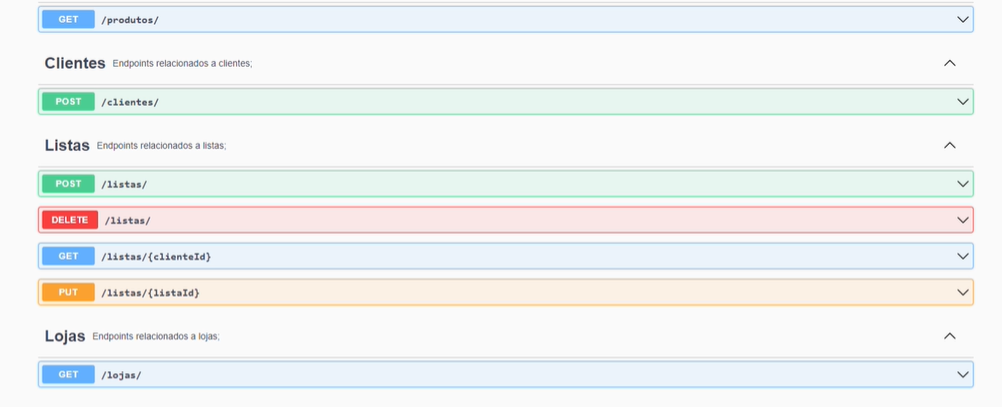 GET /produtos/
Clientes Endpoints relacionados a clientes;
POST /clientes/
Listas Endpoints relacionados a listas;
POST /listas/
DELETE /listas/
GET /listas/{clienteId}
PUT /listas/{listaId}
Lojas Endpoints relacionados a lojas;
GET /lojas/